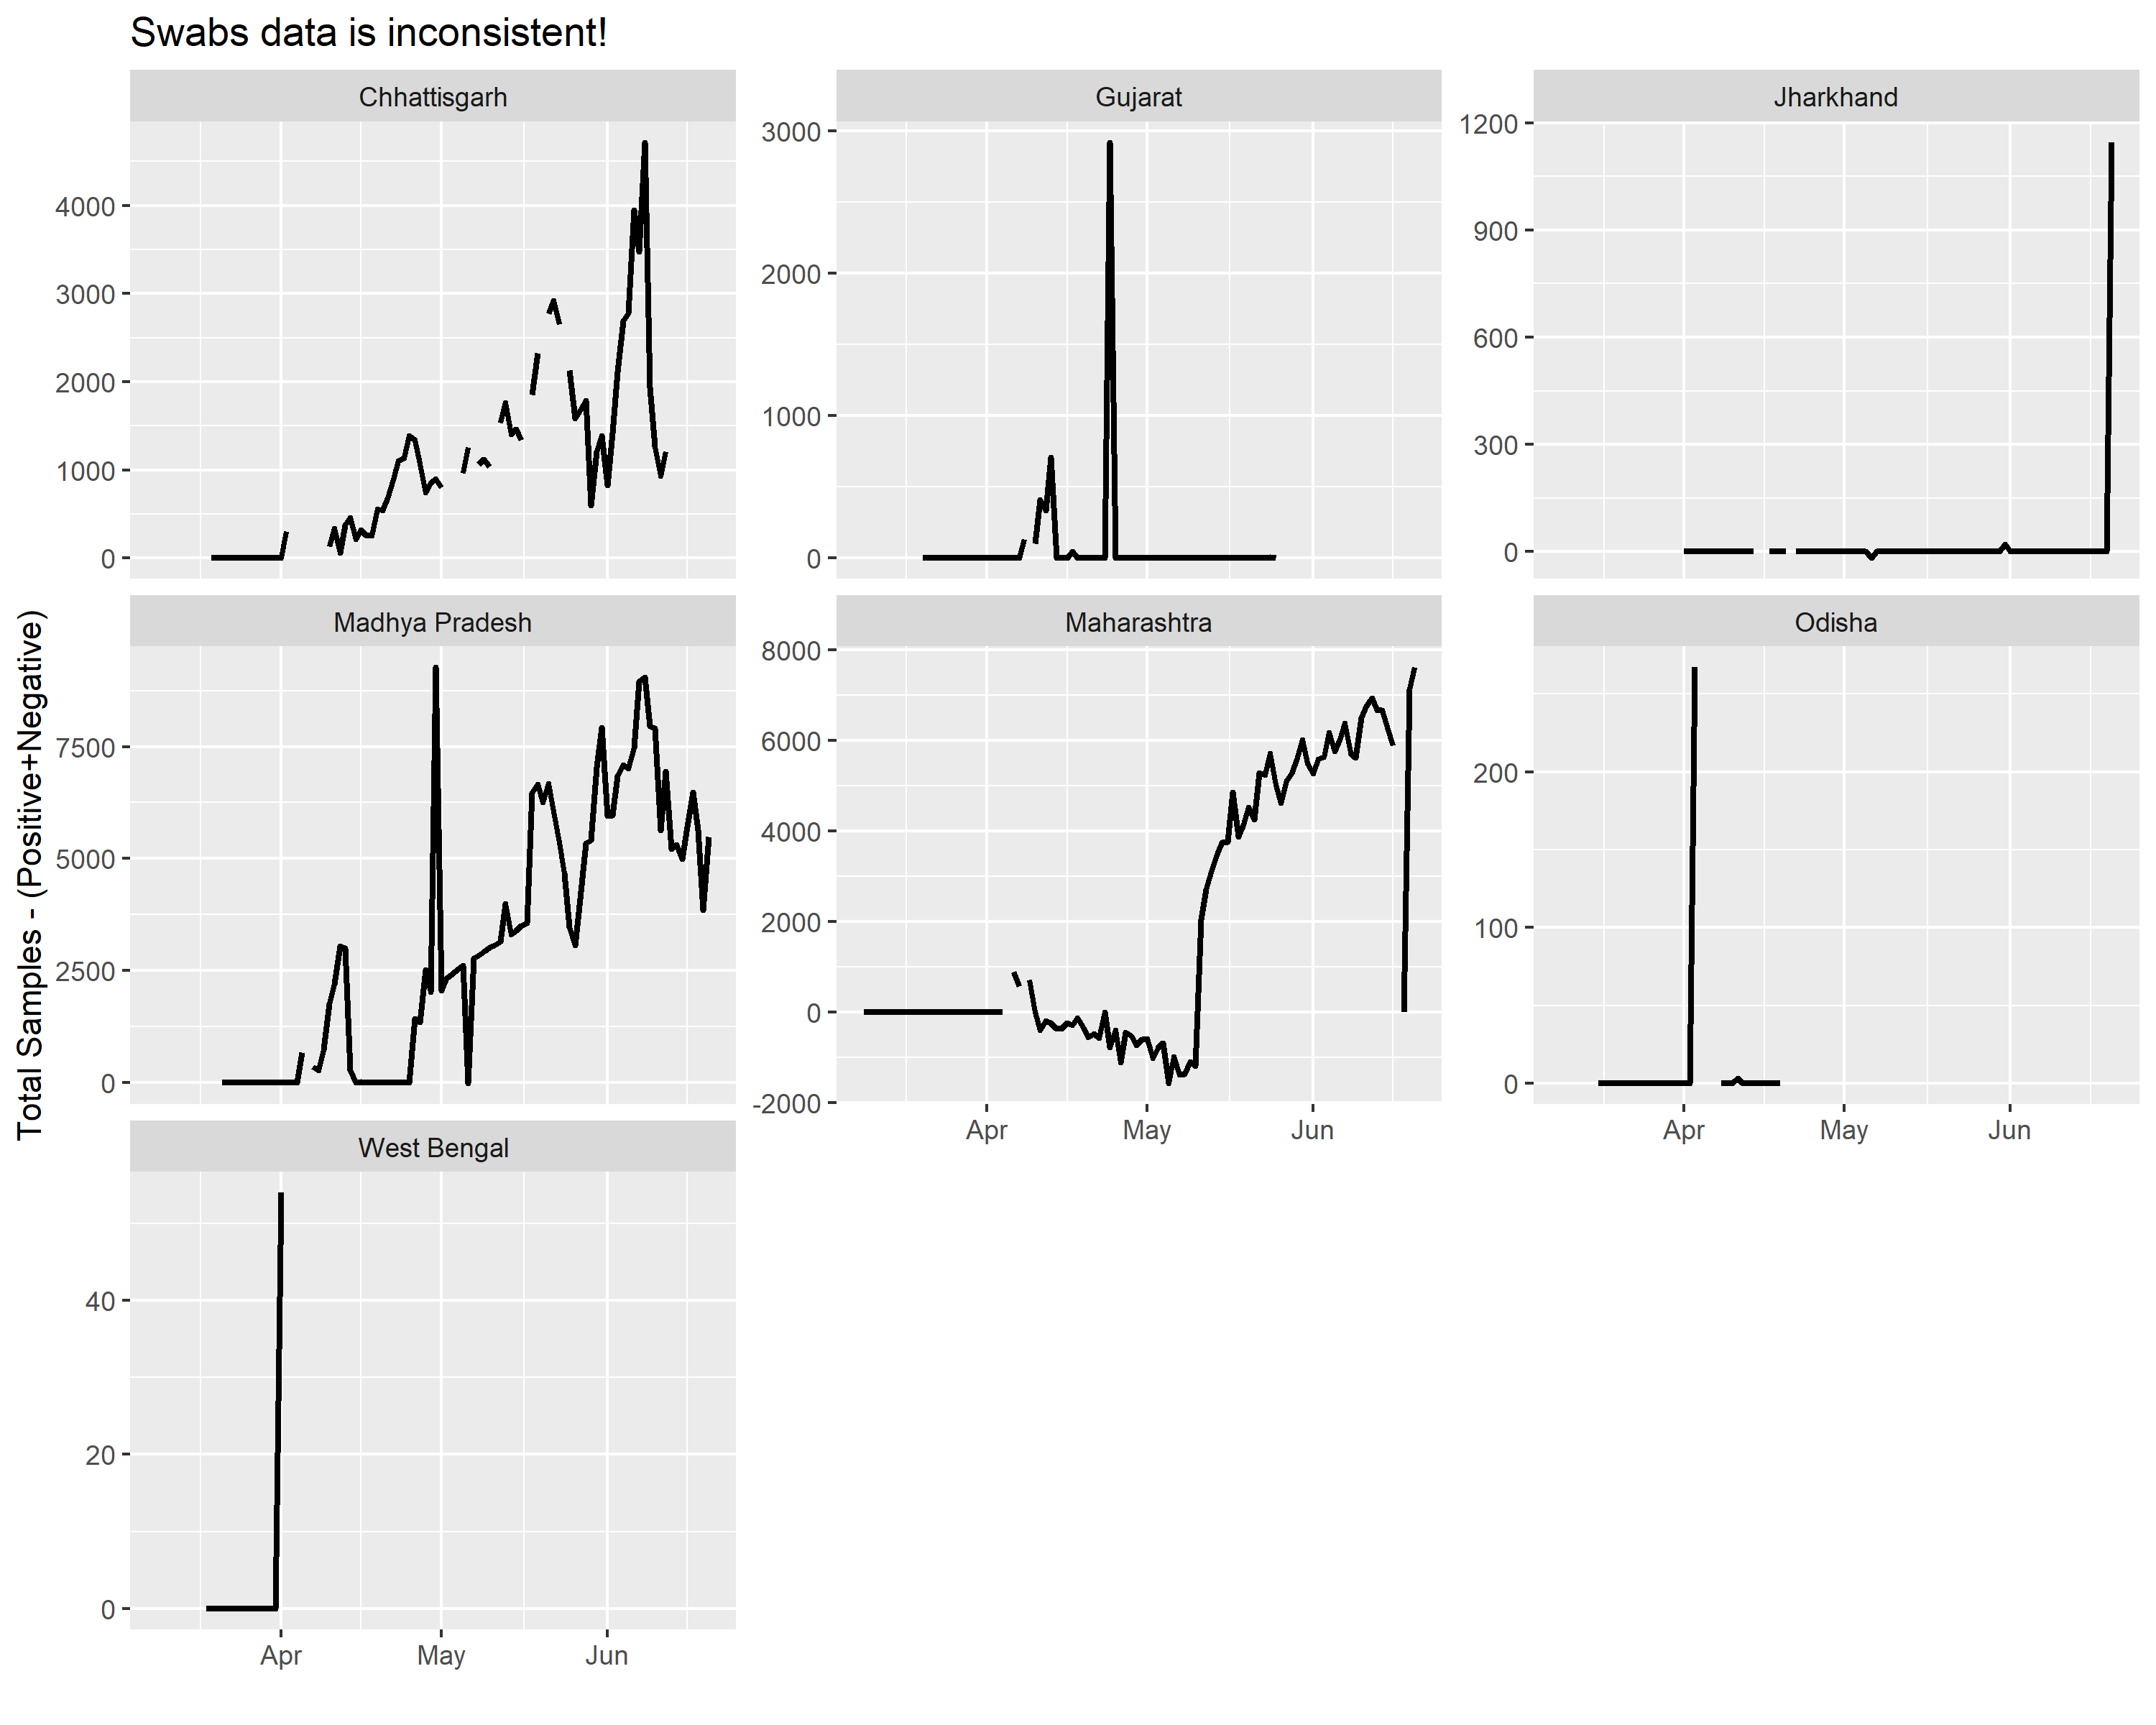 Swabs data is inconsistent!
Total Samples - (Positive+Negative)
Chhattisgarh
4000
3000
2000
1000
0
Gujarat
3000
2000
1000
0
Jharkhand
1200
900
600
300
0
Madhya Pradesh
7500
5000
2500
0
Maharashtra
8000
6000
4000
2000
0
-2000
Apr May Jun
Odisha
200
100
0
Apr May Jun
West Bengal
40
20
0
Apr May Jun